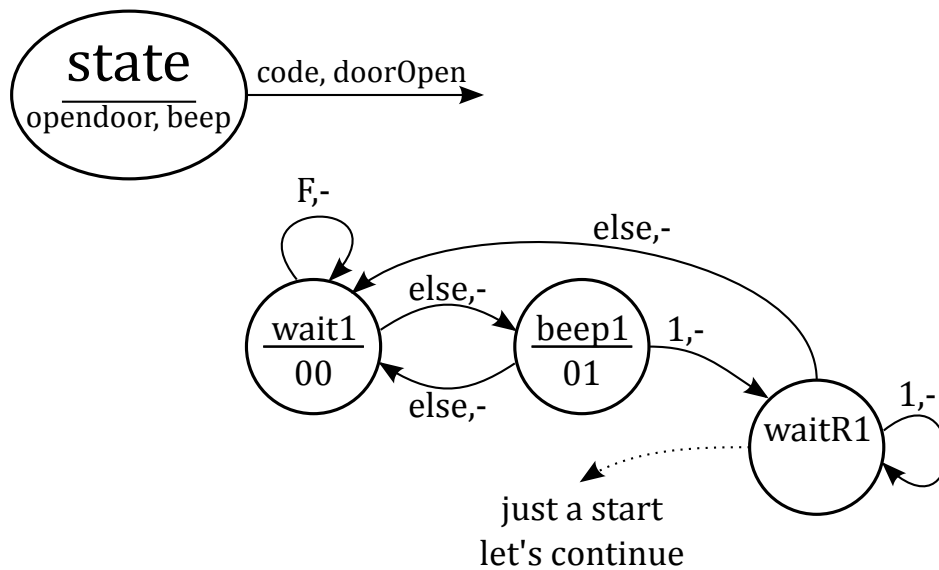 state
opendoor, beep
code, doorOpen
F,-
else,-
else,-
wait1
00
beep1
01
1,-
else,-
waitR1
1,-
just a start
let's continue